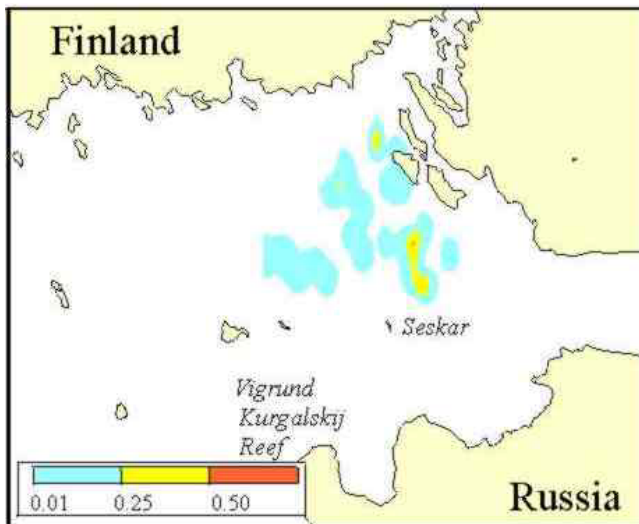 Finland
Seskar
Vigrund
Kurgalskij
Reef
0.01 0.25 0.50
Russia